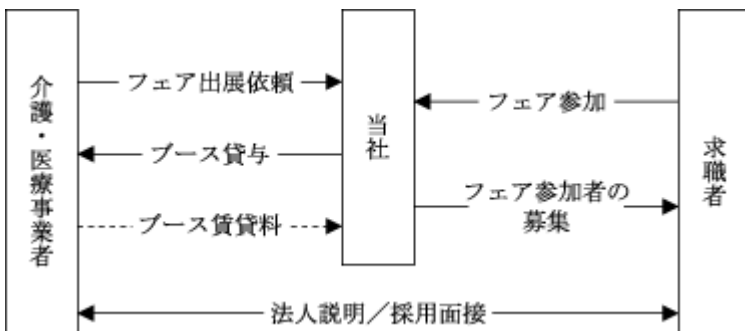 介護・医療事業者
フェア出展依頼
ブース貸与
ブース賃貸料
当社
フェア参加
フェア参加者の
募集
求職者
法人説明／採用面接